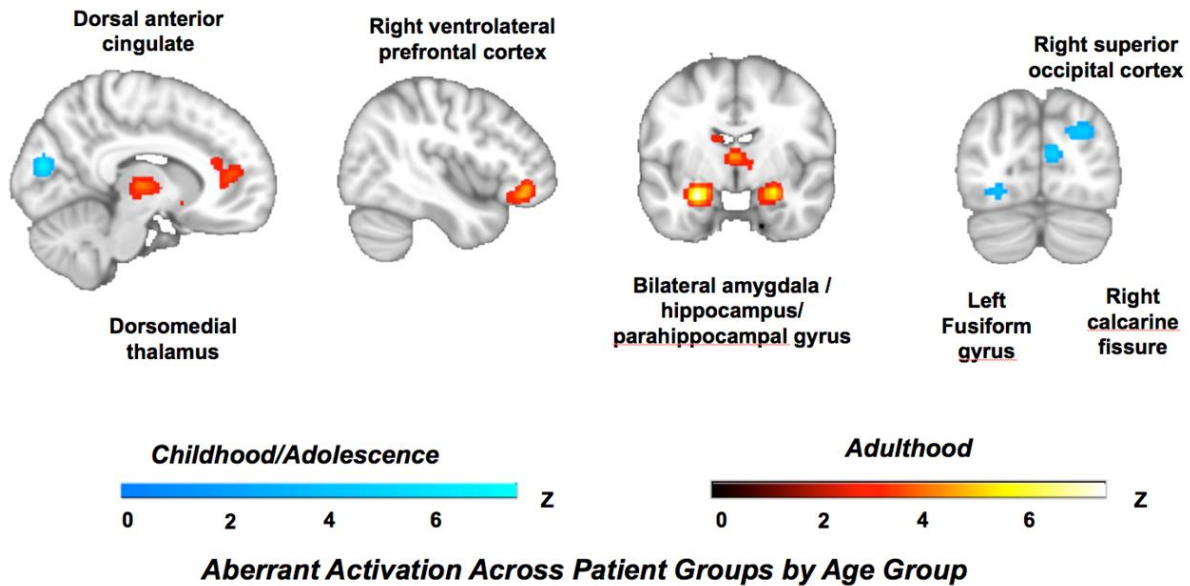 Dorsal anterior
cingulate
Right ventrolateral
prefrontal cortex
Right superior
occipital cortex
Dorsomedial
thalamus
Bilateral amygdala /
hippocampus/
parahippocampal gyrus
Left
Fusiform
gyrus
Right
calcarine
fissure
Childhood/Adolescence
Z
0 2 4 6
Adulthood
Z
0 2 4 6
Aberrant Activation Across Patient Groups by Age Group